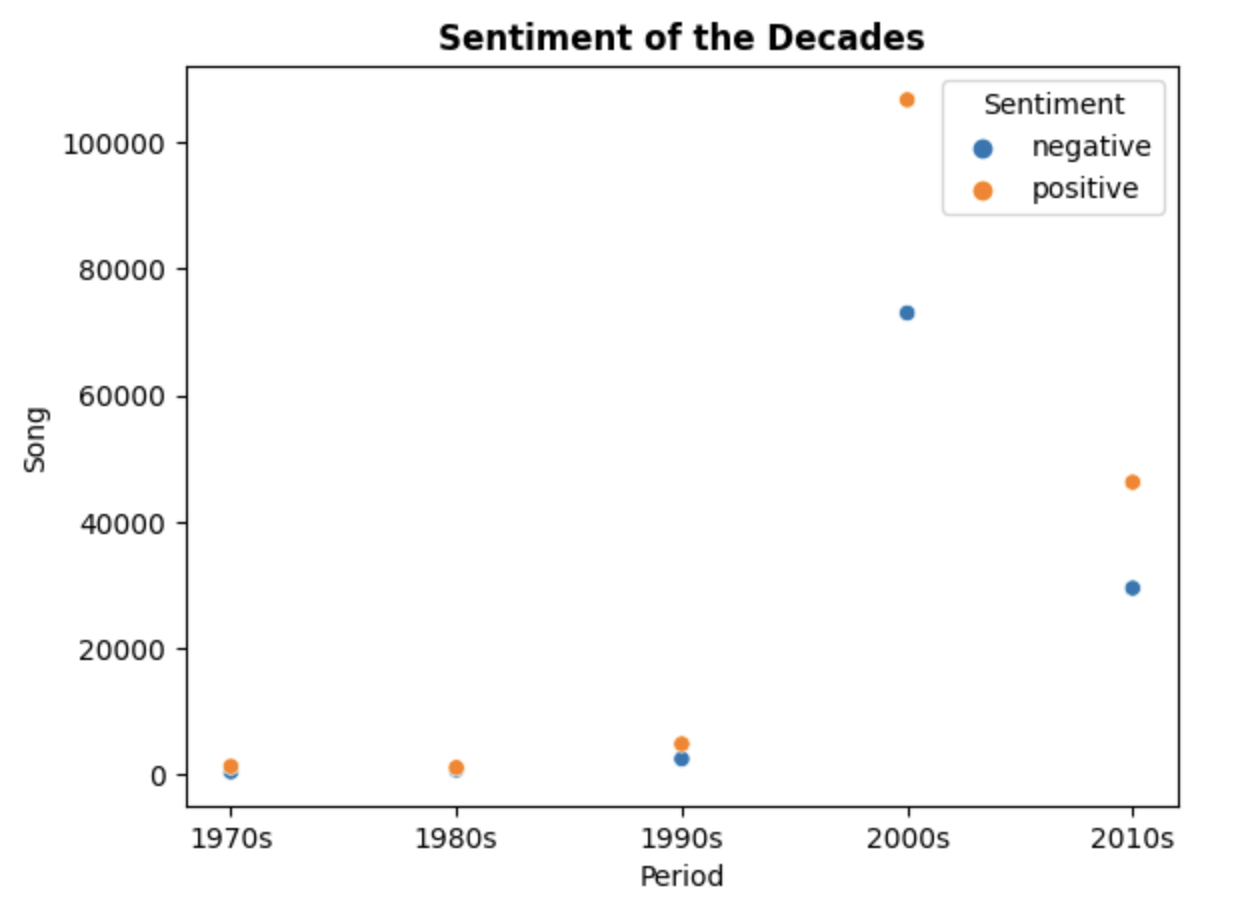 Sentiment of the Decades
Sentiment
negative
positive
100000
80000
60000
40000
20000
0
Song
1970s 1980s 1990s 2000s 2010s
Period